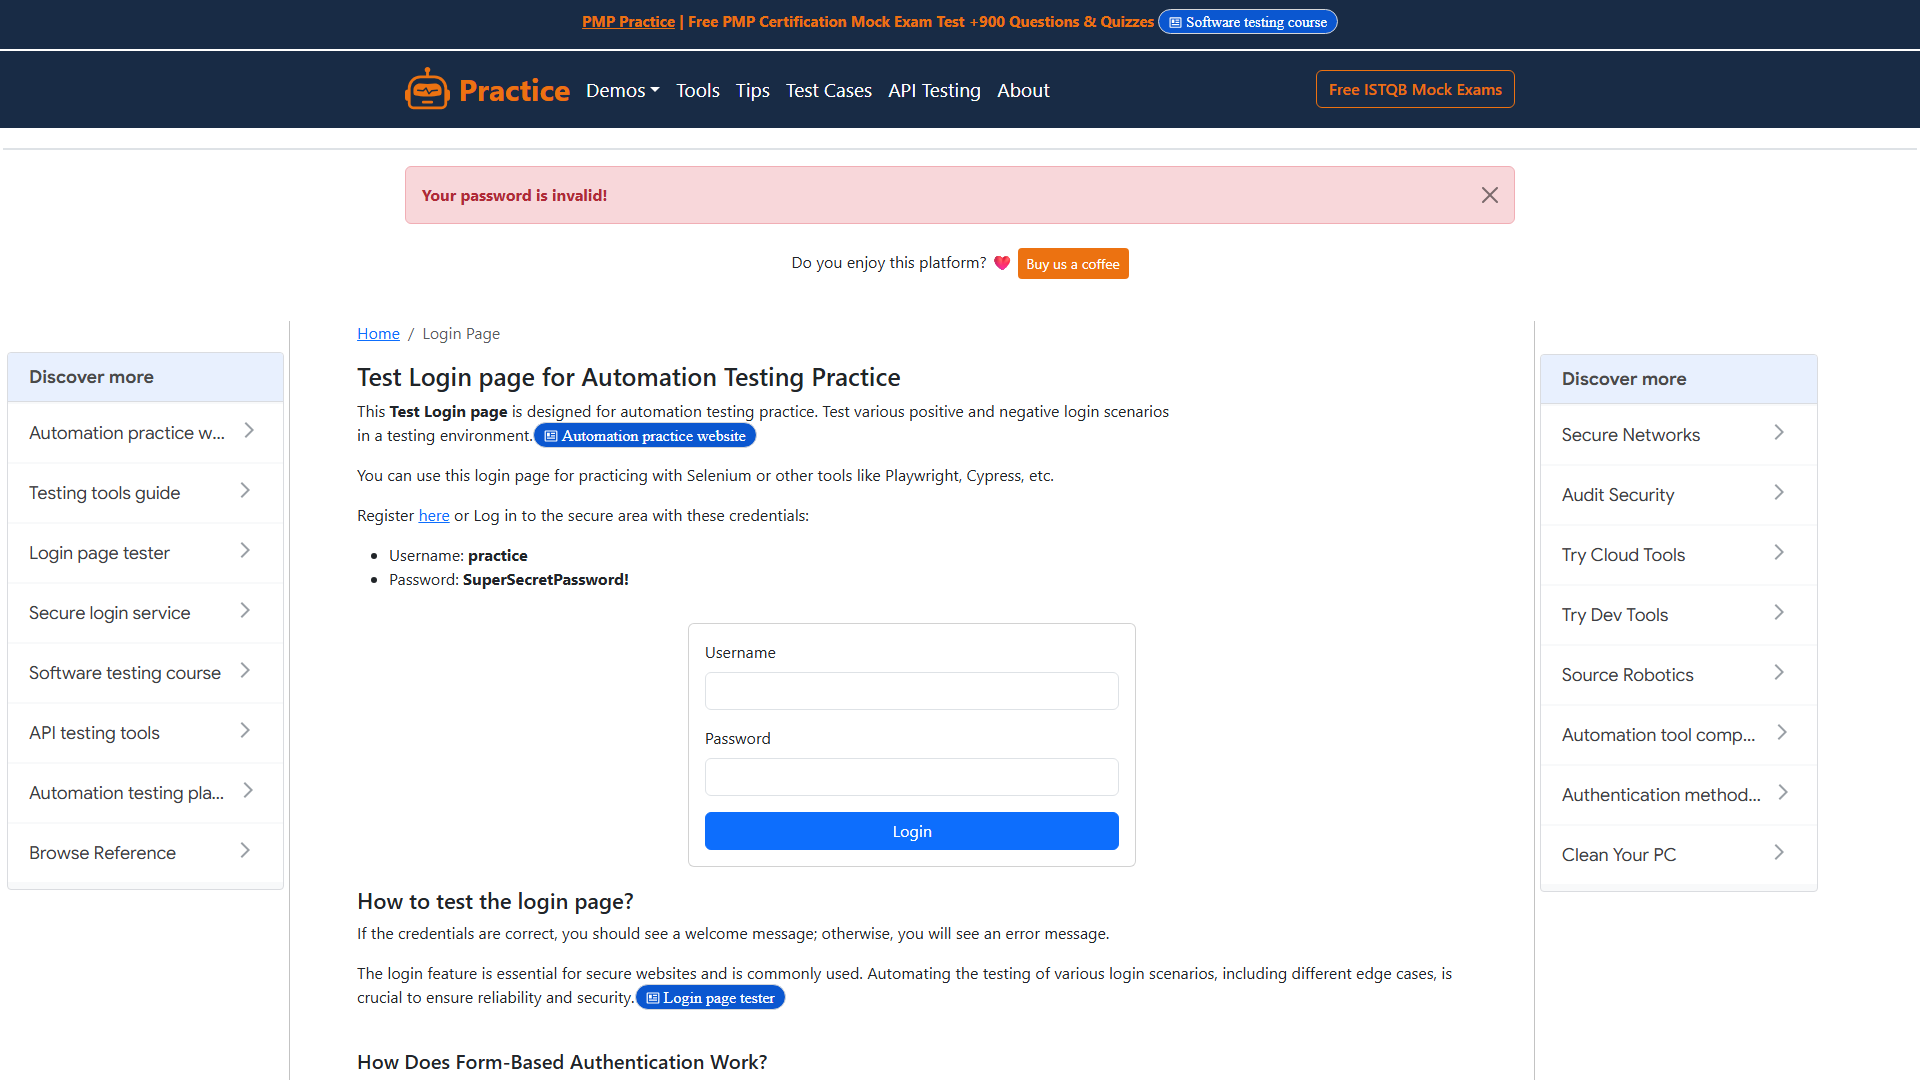 PMP Practice | Free PMP Certification Mock Exam Test +900 Questions & Quizzes Software testing course
Practice Demos Tools Tips Test Cases API Testing About Free ISTQB Mock Exams
Your password is invalid!
Do you enjoy this platform? Buy us a coffee
Home / Login Page
Discover more
Automation practice w...
Testing tools guide
Login page tester
Secure login service
Software testing course
API testing tools
Automation testing pla...
Browse Reference
Test Login page for Automation Testing Practice
This Test Login page is designed for automation testing practice. Test various positive and negative login scenarios
in a testing environment. Automation practice website
You can use this login page for practicing with Selenium or other tools like Playwright, Cypress, etc.
Register here or Log in to the secure area with these credentials:
Username: practice
Password: SuperSecretPassword!
Username
Password
Login
How to test the login page?
If the credentials are correct, you should see a welcome message; otherwise, you will see an error message.
The login feature is essential for secure websites and is commonly used. Automating the testing of various login scenarios, including different edge cases, is
crucial to ensure reliability and security. Login page tester
How Does Form-Based Authentication Work?
Discover more
Secure Networks
Audit Security
Try Cloud Tools
Try Dev Tools
Source Robotics
Automation tool comp...
Authentication method...
Clean Your PC